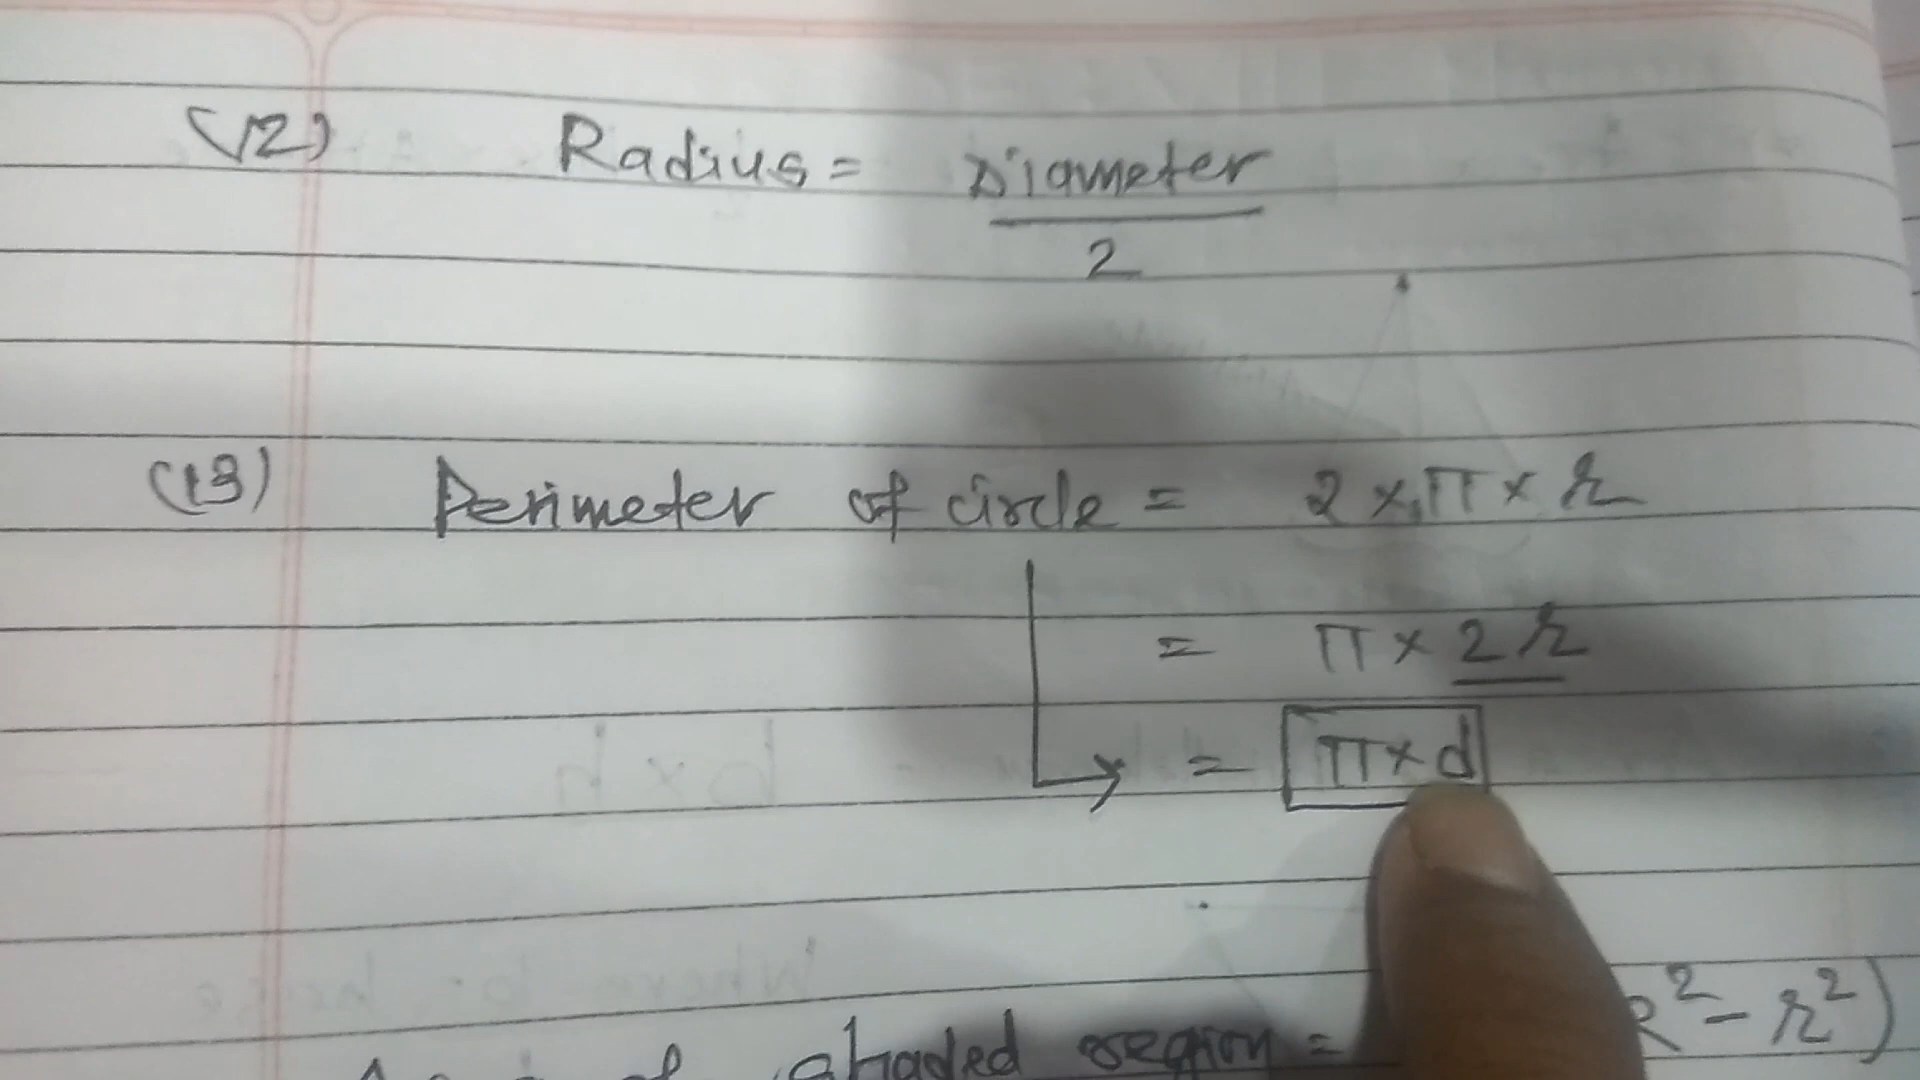 (12) Radius = Diameter
2
(13) Perimeter of circle = 2 × π × r
= π × 2r
= π × d
shaded region = R² - r²)